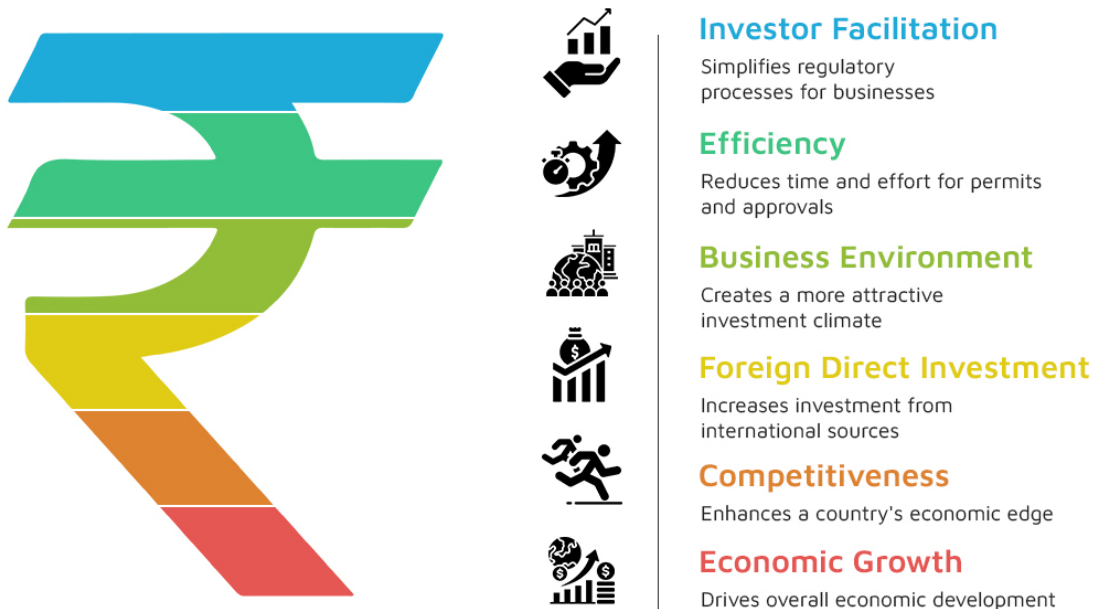 Investor Facilitation
Simplifies regulatory
processes for businesses
Efficiency
Reduces time and effort for permits
and approvals
Business Environment
Creates a more attractive
investment climate
Foreign Direct Investment
Increases investment from
international sources
Competitiveness
Enhances a country's economic edge
Economic Growth
Drives overall economic development